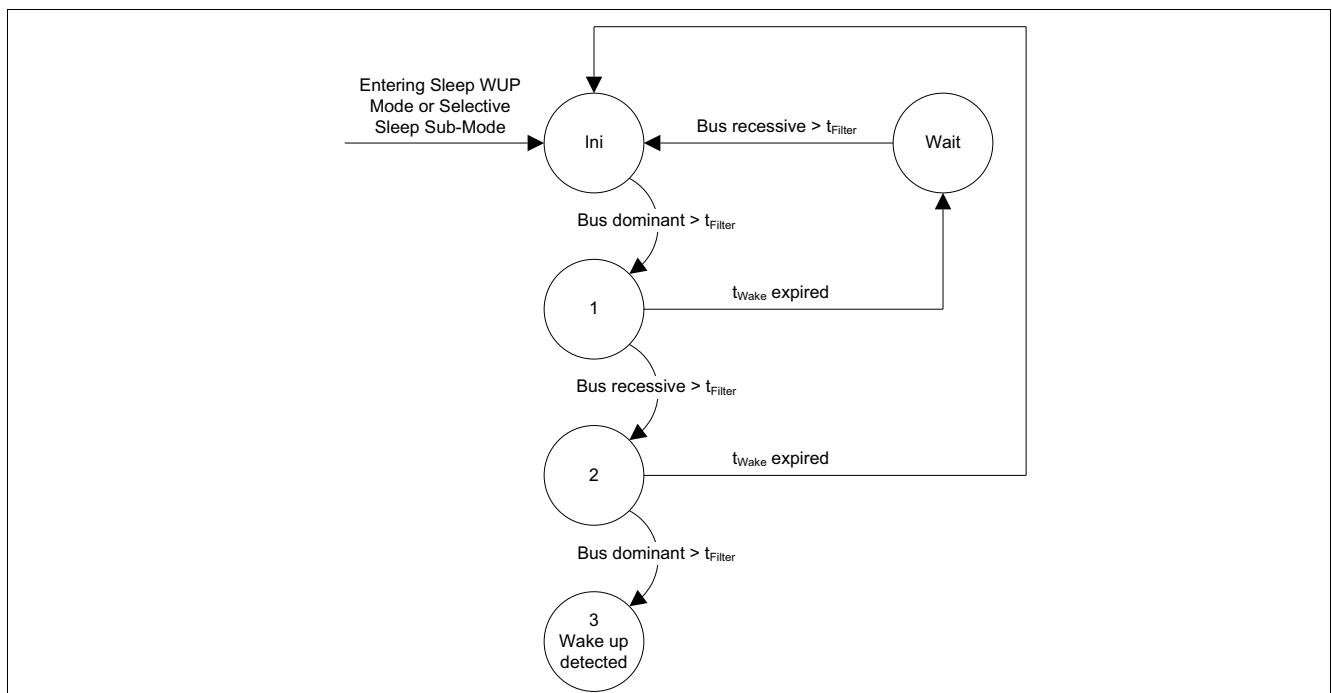 Entering Sleep WUP
Mode or Selective
Sleep Sub-Mode
Ini
Bus recessive > tFilter
Wait
Bus dominant > tFilter
1
tWake expired
Bus recessive > tFilter
2
tWake expired
Bus dominant > tFilter
3
Wake up
detected